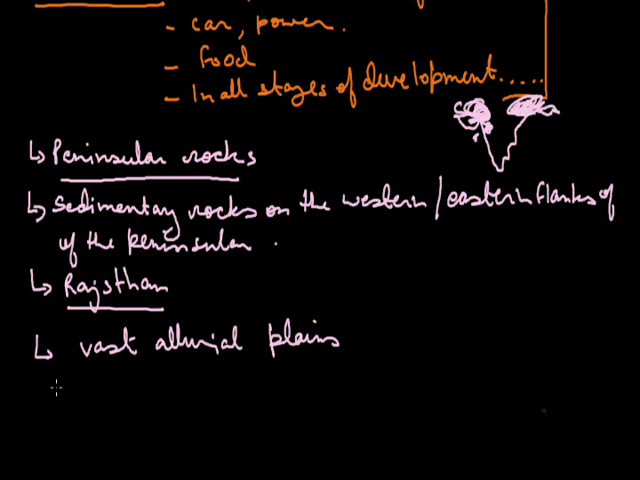 - car, power.
- Food
- In all stages of development.....
↳ Peninsular rocks
↳ Sedimentary rocks on the western / eastern flanks of
of the peninsular.
↳ Rajsthan
↳ vast alluvial plains